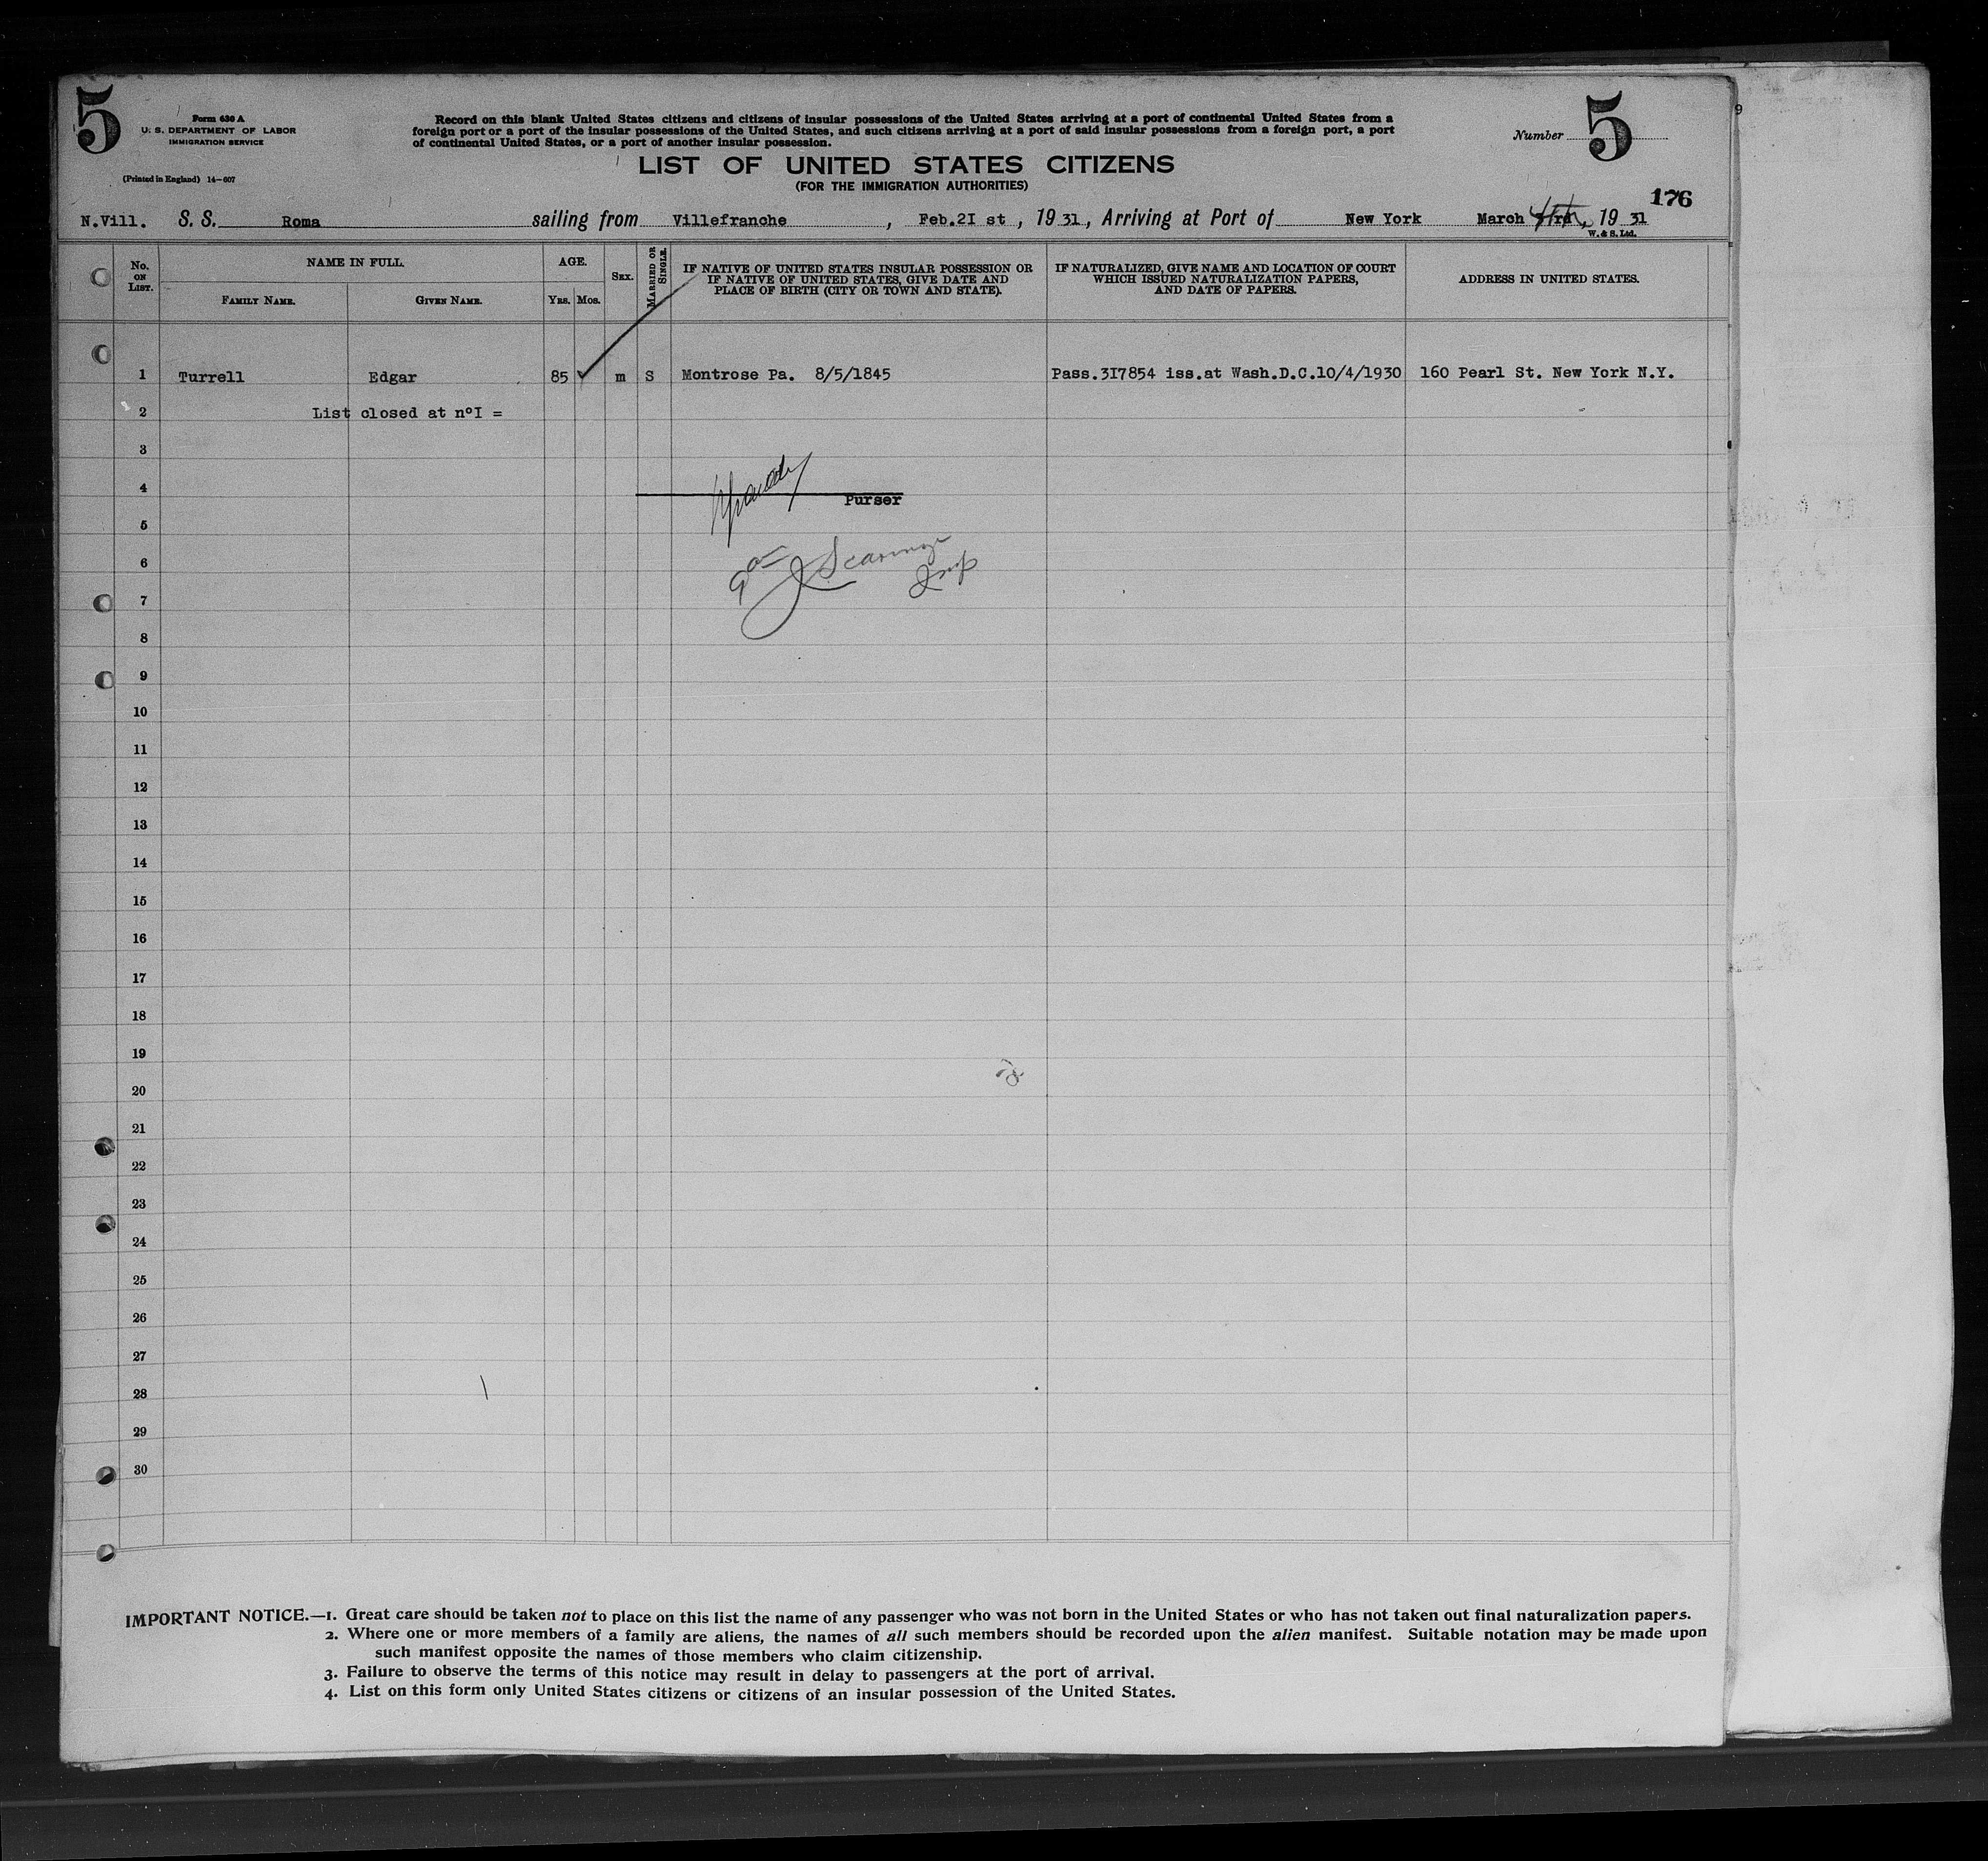 5
Form 630 A
U. S. DEPARTMENT OF LABOR
IMMIGRATION SERVICE
(Printed in England) 14—607
Record on this blank United States citizens and citizens of insular possessions of the United States arriving at a port of continental United States from a
foreign port or a port of the insular possessions of the United States, and such citizens arriving at a port of said insular possessions from a foreign port, a port
of continental United States, or a port of another insular possession.
LIST OF UNITED STATES CITIZENS
(FOR THE IMMIGRATION AUTHORITIES)
Number 5
176
N.Vill. S. S. Roma sailing from Villefranche, Feb.2I st, 19 31, Arriving at Port of New York March 4th, 19 31
W. & S. Ltd.
No. ON LIST.
NAME IN FULL.
FAMILY NAME.
GIVEN NAME.
AGE.
YRS. MOS.
SEX.
MARRIED OR SINGLE.
IF NATIVE OF UNITED STATES INSULAR POSSESSION OR
IF NATIVE OF UNITED STATES, GIVE DATE AND
PLACE OF BIRTH (CITY OR TOWN AND STATE).
IF NATURALIZED, GIVE NAME AND LOCATION OF COURT
WHICH ISSUED NATURALIZATION PAPERS,
AND DATE OF PAPERS.
ADDRESS IN UNITED STATES.
1 Turrell Edgar 85 m S Montrose Pa. 8/5/1845 Pass.3I7854 iss.at Wash.D.C.10/4/1930 160 Pearl St. New York N.Y.
2 List closed at nºI =
3
4 Purser
5
6 Insp
7
8
9
10
11
12
13
14
15
16
17
18
19
20
21
22
23
24
25
26
27
28
29
30
IMPORTANT NOTICE.—1. Great care should be taken not to place on this list the name of any passenger who was not born in the United States or who has not taken out final naturalization papers.
2. Where one or more members of a family are aliens, the names of all such members should be recorded upon the alien manifest. Suitable notation may be made upon
such manifest opposite the names of those members who claim citizenship.
3. Failure to observe the terms of this notice may result in delay to passengers at the port of arrival.
4. List on this form only United States citizens or citizens of an insular possession of the United States.